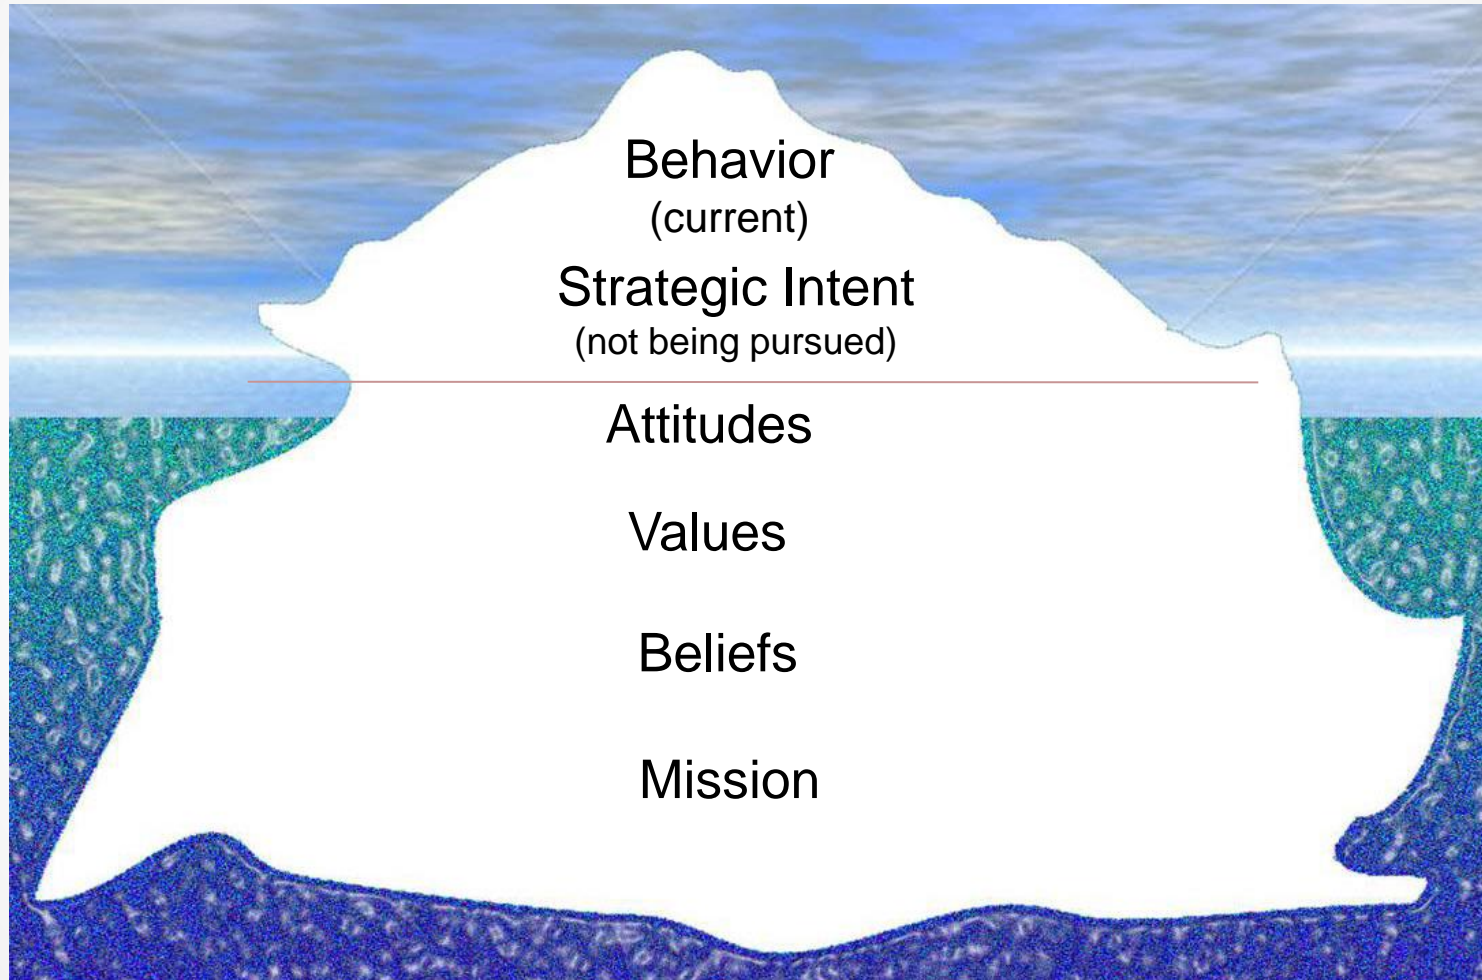 Behavior
(current)
Strategic Intent
(not being pursued)
Attitudes
Values
Beliefs
Mission